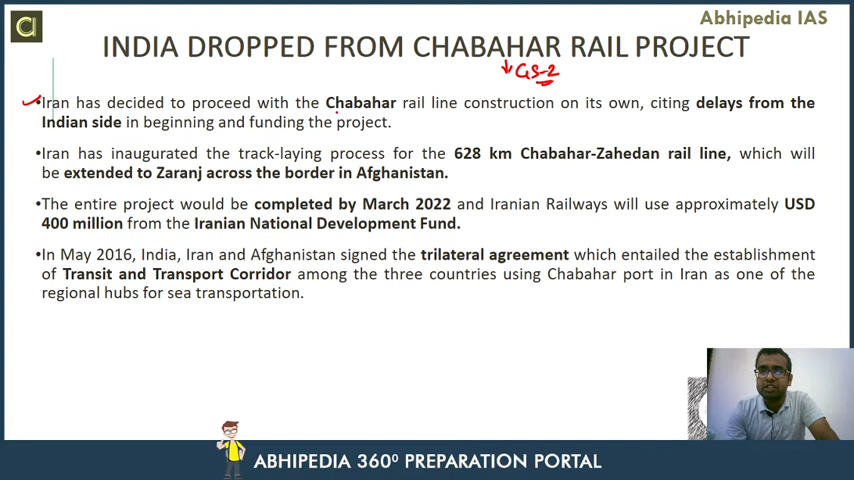 Abhipedia IAS
INDIA DROPPED FROM CHABAHAR RAIL PROJECT
GS-2
•Iran has decided to proceed with the Chabahar rail line construction on its own, citing delays from the
Indian side in beginning and funding the project.
•Iran has inaugurated the track-laying process for the 628 km Chabahar-Zahedan rail line, which will
be extended to Zaranj across the border in Afghanistan.
•The entire project would be completed by March 2022 and Iranian Railways will use approximately USD
400 million from the Iranian National Development Fund.
•In May 2016, India, Iran and Afghanistan signed the trilateral agreement which entailed the establishment
of Transit and Transport Corridor among the three countries using Chabahar port in Iran as one of the
regional hubs for sea transportation.
ABHIPEDIA 360⁰ PREPARATION PORTAL